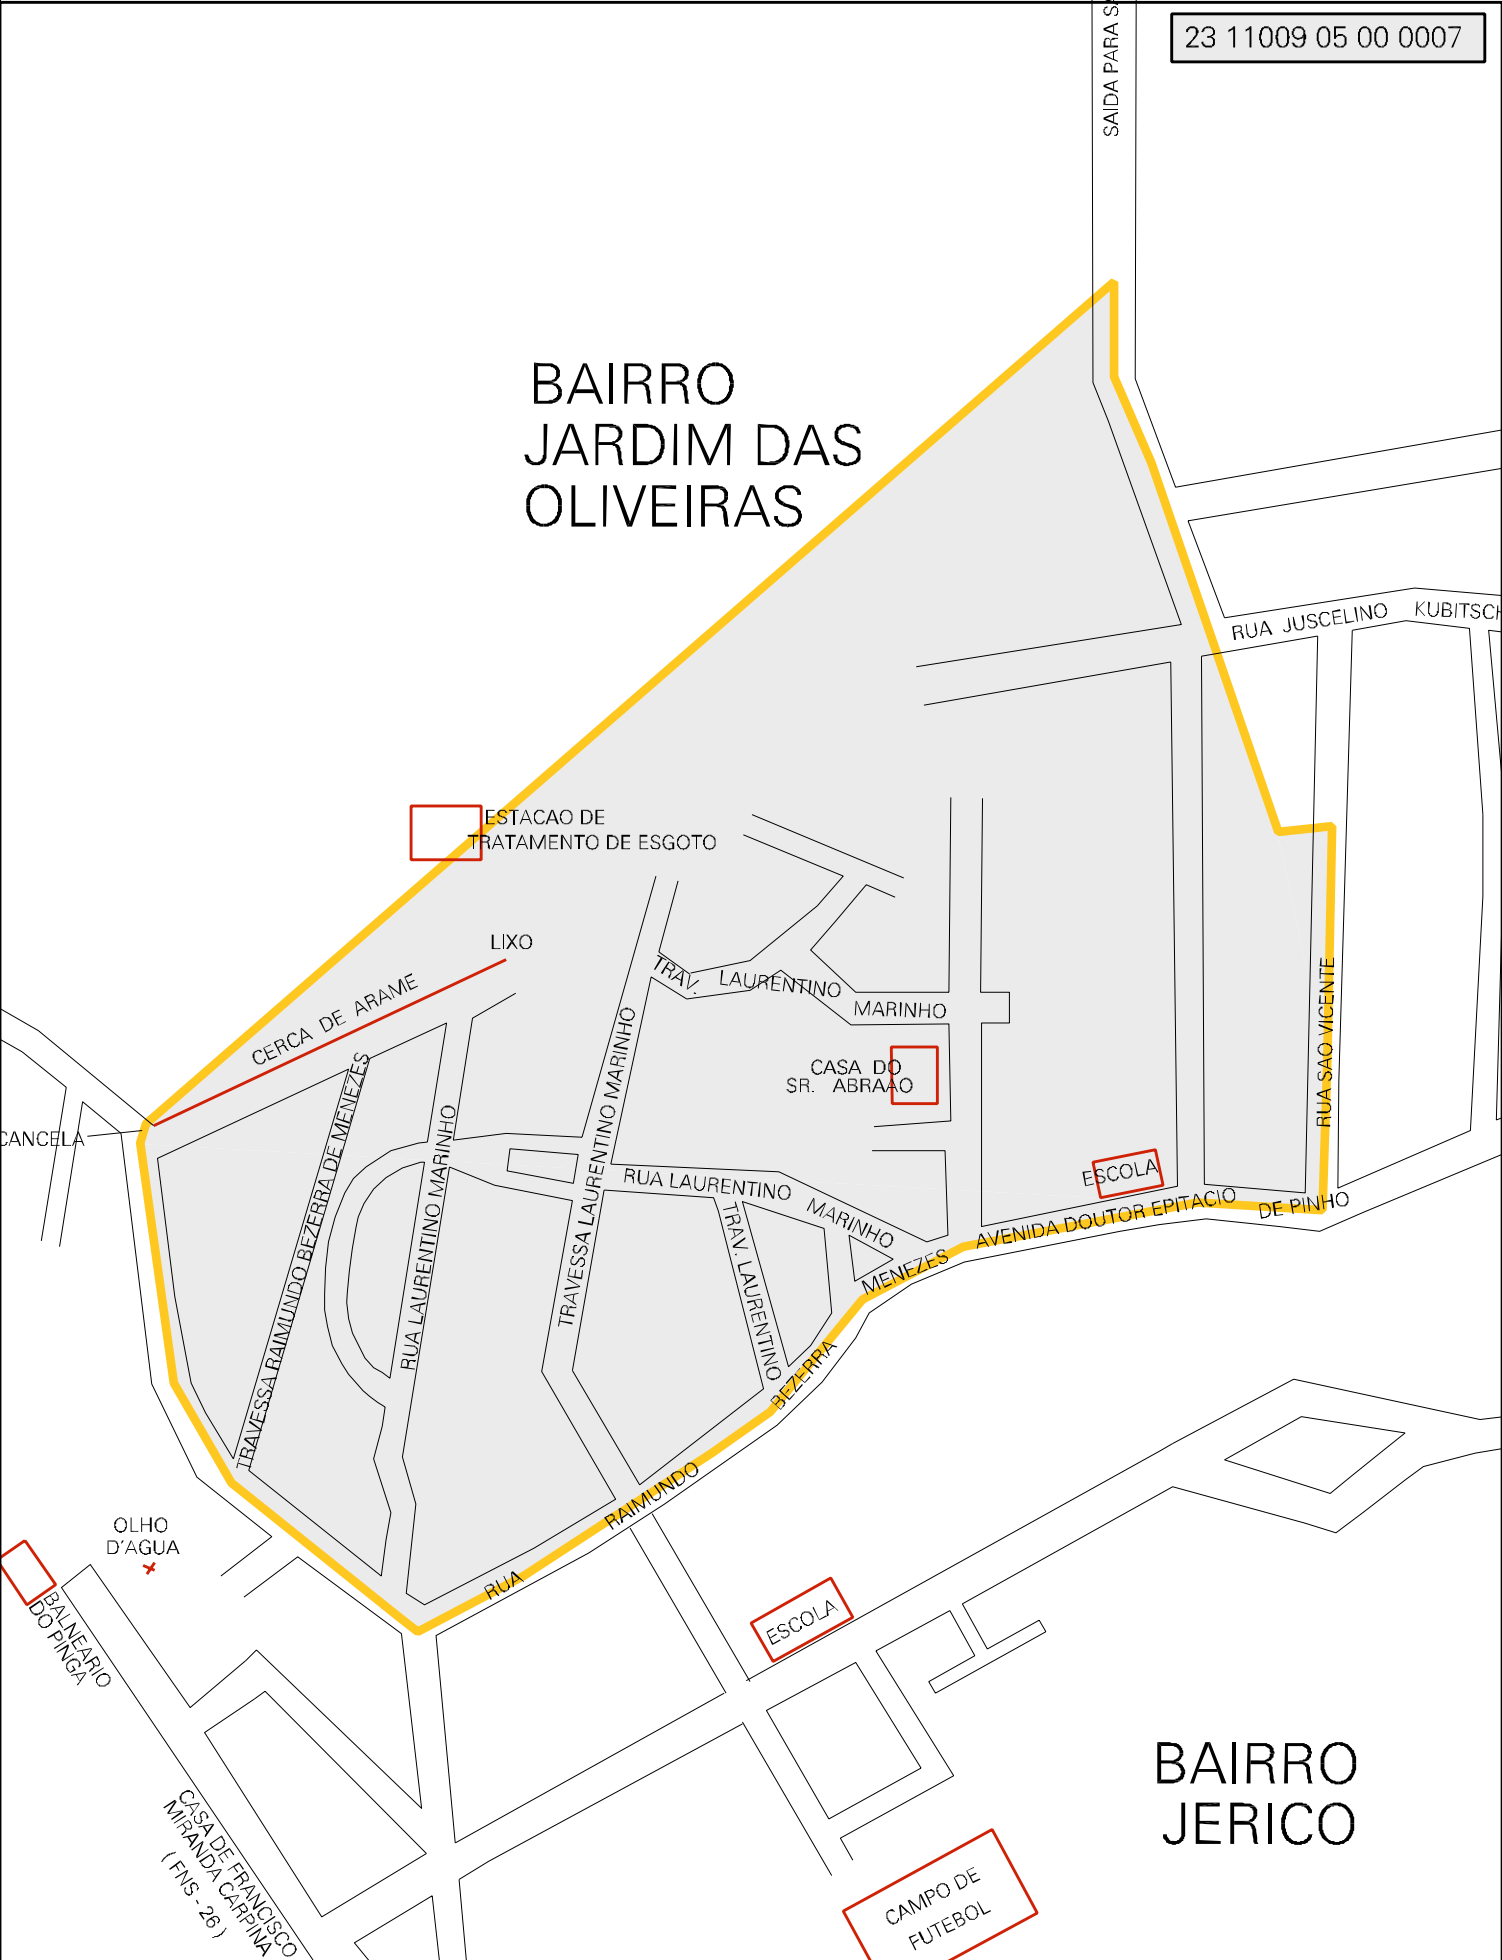 SAIDA PARA
23 11009 05 00 0007
BAIRRO
JARDIM DAS
OLIVEIRAS
RUA JUSCELINO KUBITSCH
ESTACAO DE
TRATAMENTO DE ESGOTO
LIXO
CERCA DE ARAME
TRAV. LAURENTINO MARINHO
CASA DO
SR. ABRAAO
RUA SAO VICENTE
CANCELA
TRAVESSA RAIMUNDO BEZERRA DE MENEZES
RUA LAURENTINO MARINHO
TRAVESSA LAURENTINO MARINHO
RUA LAURENTINO MARINHO
TRAV. LAURENTINO
ESCOLA
AVENIDA DOUTOR EPITACIO DE PINHO
RUA RAIMUNDO BEZERRA MENEZES
OLHO
D'AGUA
BALNEARIO
DO PINGA
ESCOLA
BAIRRO
JERICO
CASA DE FRANCISCO
MIRANDA CARPINA
( FNS - 26 )
CAMPO DE
FUTEBOL